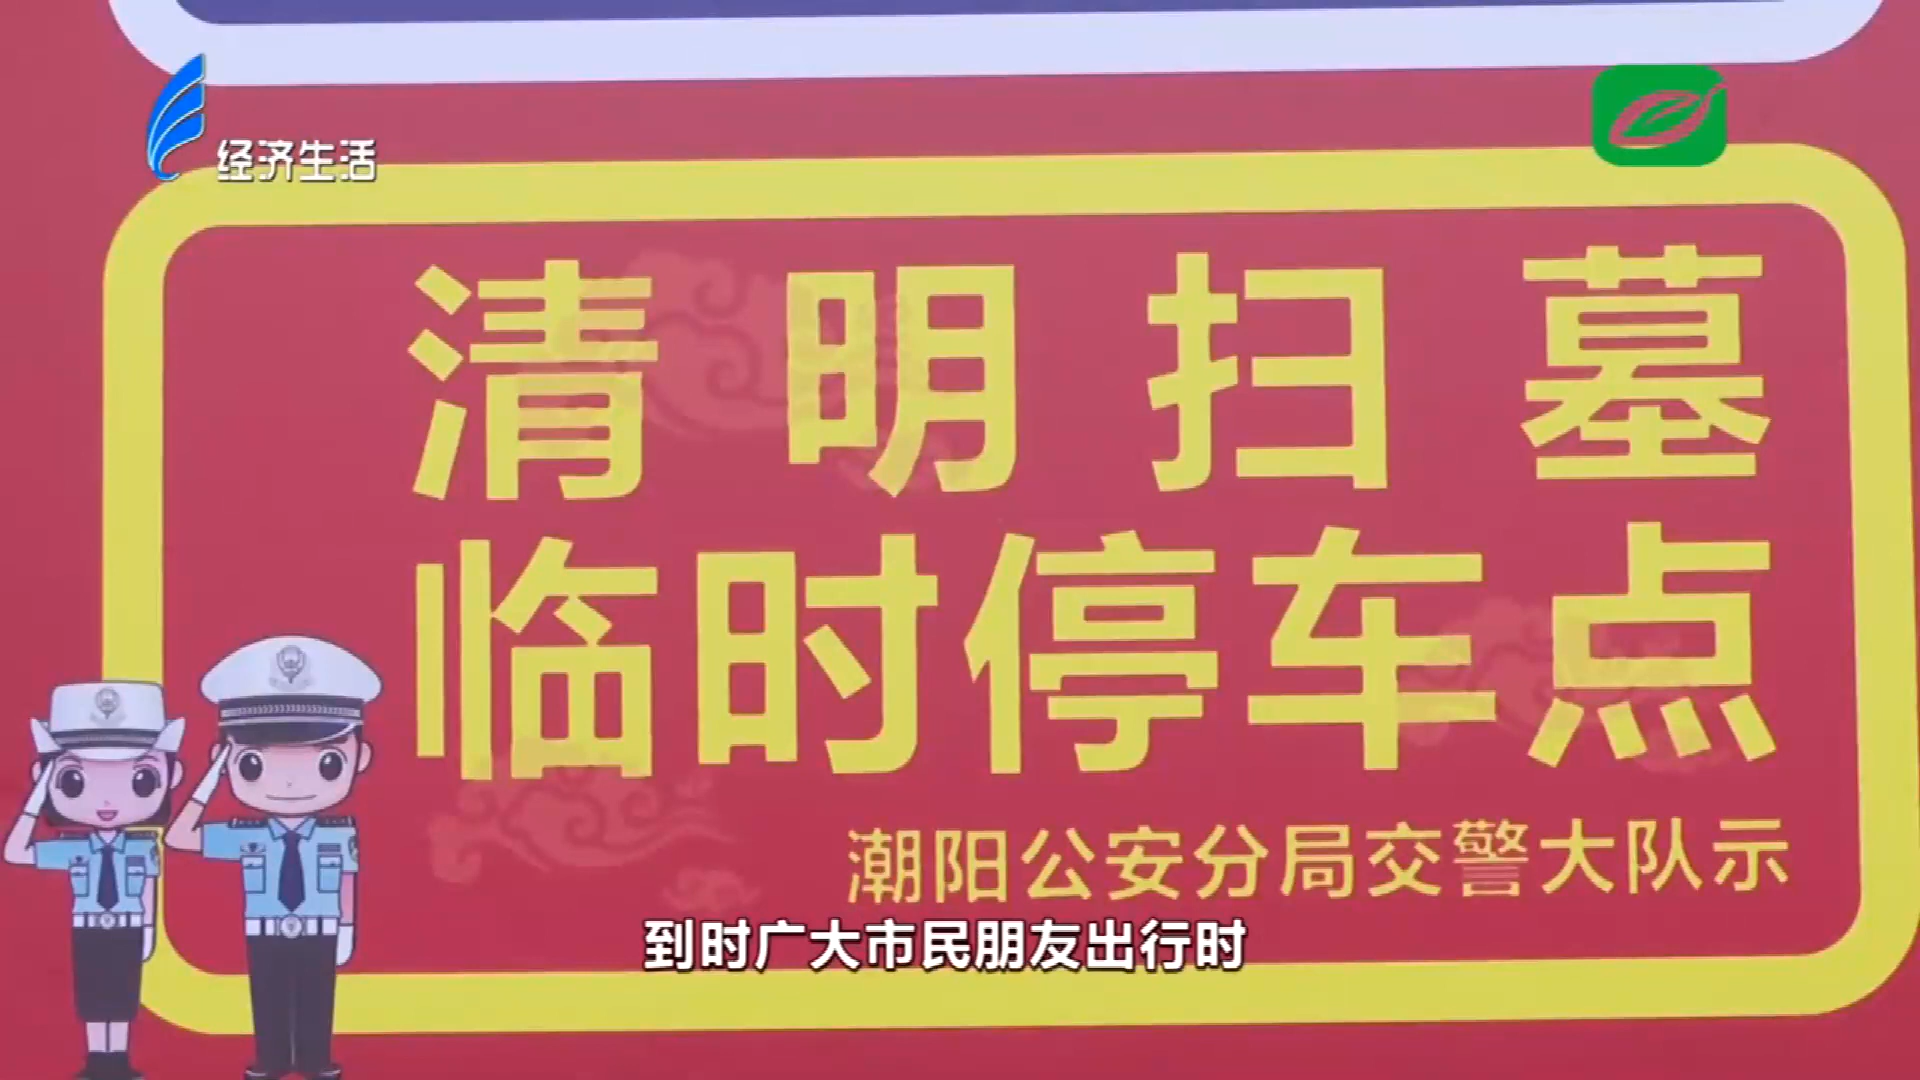 经济生活
清明扫墓
临时停车点
潮阳公安分局交警大队示
到时广大市民朋友出行时